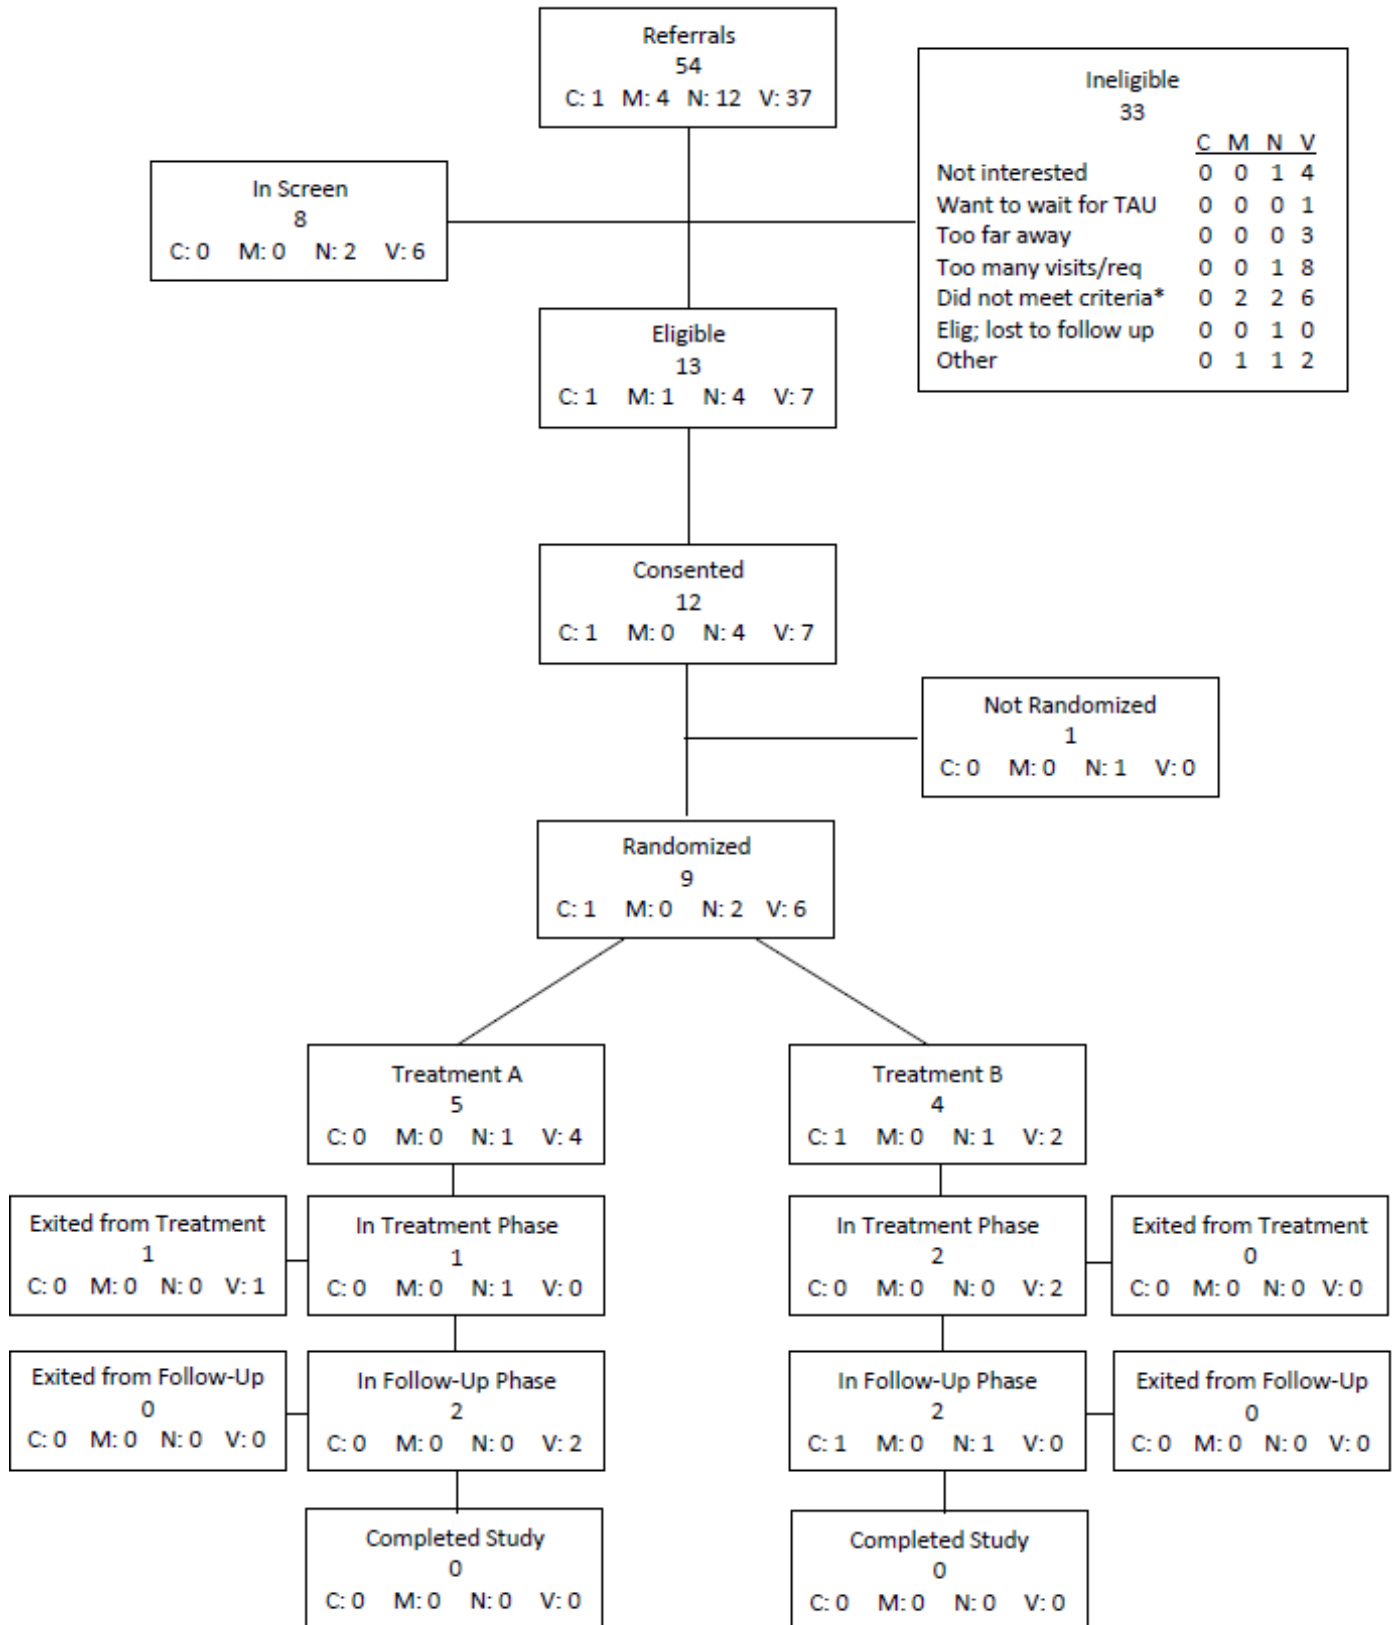 Referrals
54
C: 1 M: 4 N: 12 V: 37
Ineligible
33
C M N V
Not interested 0 0 1 4
Want to wait for TAU 0 0 0 1
Too far away 0 0 0 3
Too many visits/req 0 0 1 8
Did not meet criteria* 0 2 2 6
Elig; lost to follow up 0 0 1 0
Other 0 1 1 2
In Screen
8
C: 0 M: 0 N: 2 V: 6
Eligible
13
C: 1 M: 1 N: 4 V: 7
Consented
12
C: 1 M: 0 N: 4 V: 7
Not Randomized
1
C: 0 M: 0 N: 1 V: 0
Randomized
9
C: 1 M: 0 N: 2 V: 6
Treatment A
5
C: 0 M: 0 N: 1 V: 4
Treatment B
4
C: 1 M: 0 N: 1 V: 2
Exited from Treatment
1
C: 0 M: 0 N: 0 V: 1
In Treatment Phase
1
C: 0 M: 0 N: 1 V: 0
In Treatment Phase
2
C: 0 M: 0 N: 0 V: 2
Exited from Treatment
0
C: 0 M: 0 N: 0 V: 0
Exited from Follow-Up
0
C: 0 M: 0 N: 0 V: 0
In Follow-Up Phase
2
C: 0 M: 0 N: 0 V: 2
In Follow-Up Phase
2
C: 1 M: 0 N: 1 V: 0
Exited from Follow-Up
0
C: 0 M: 0 N: 0 V: 0
Completed Study
0
C: 0 M: 0 N: 0 V: 0
Completed Study
0
C: 0 M: 0 N: 0 V: 0